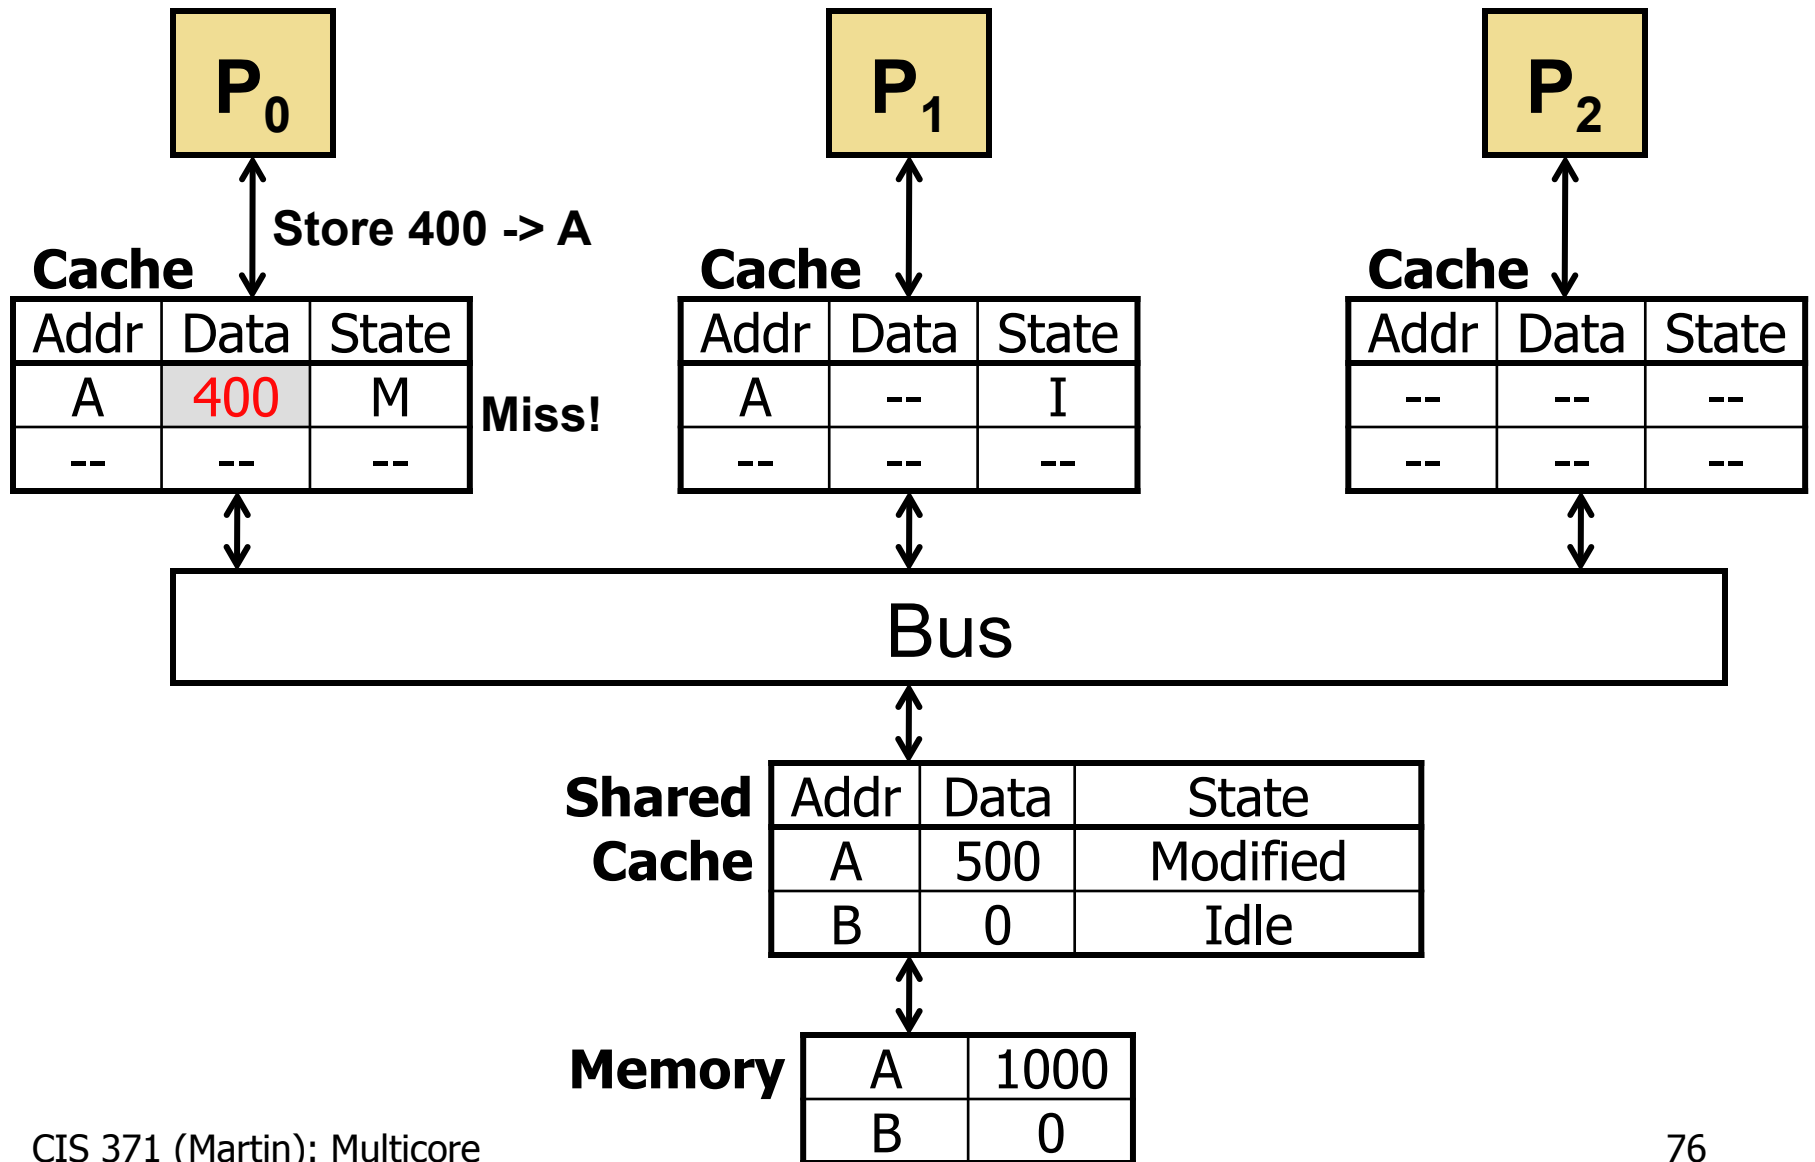 P0 P1 P2
Store 400 -> A
Cache Cache Cache
Addr Data State Addr Data State Addr Data State
A 400 M Miss! A -- I -- -- --
-- -- -- -- -- -- -- -- --
Bus
Shared Addr Data State
Cache A 500 Modified
B 0 Idle
Memory A 1000
B 0
CIS 371 (Martin): Multicore 76